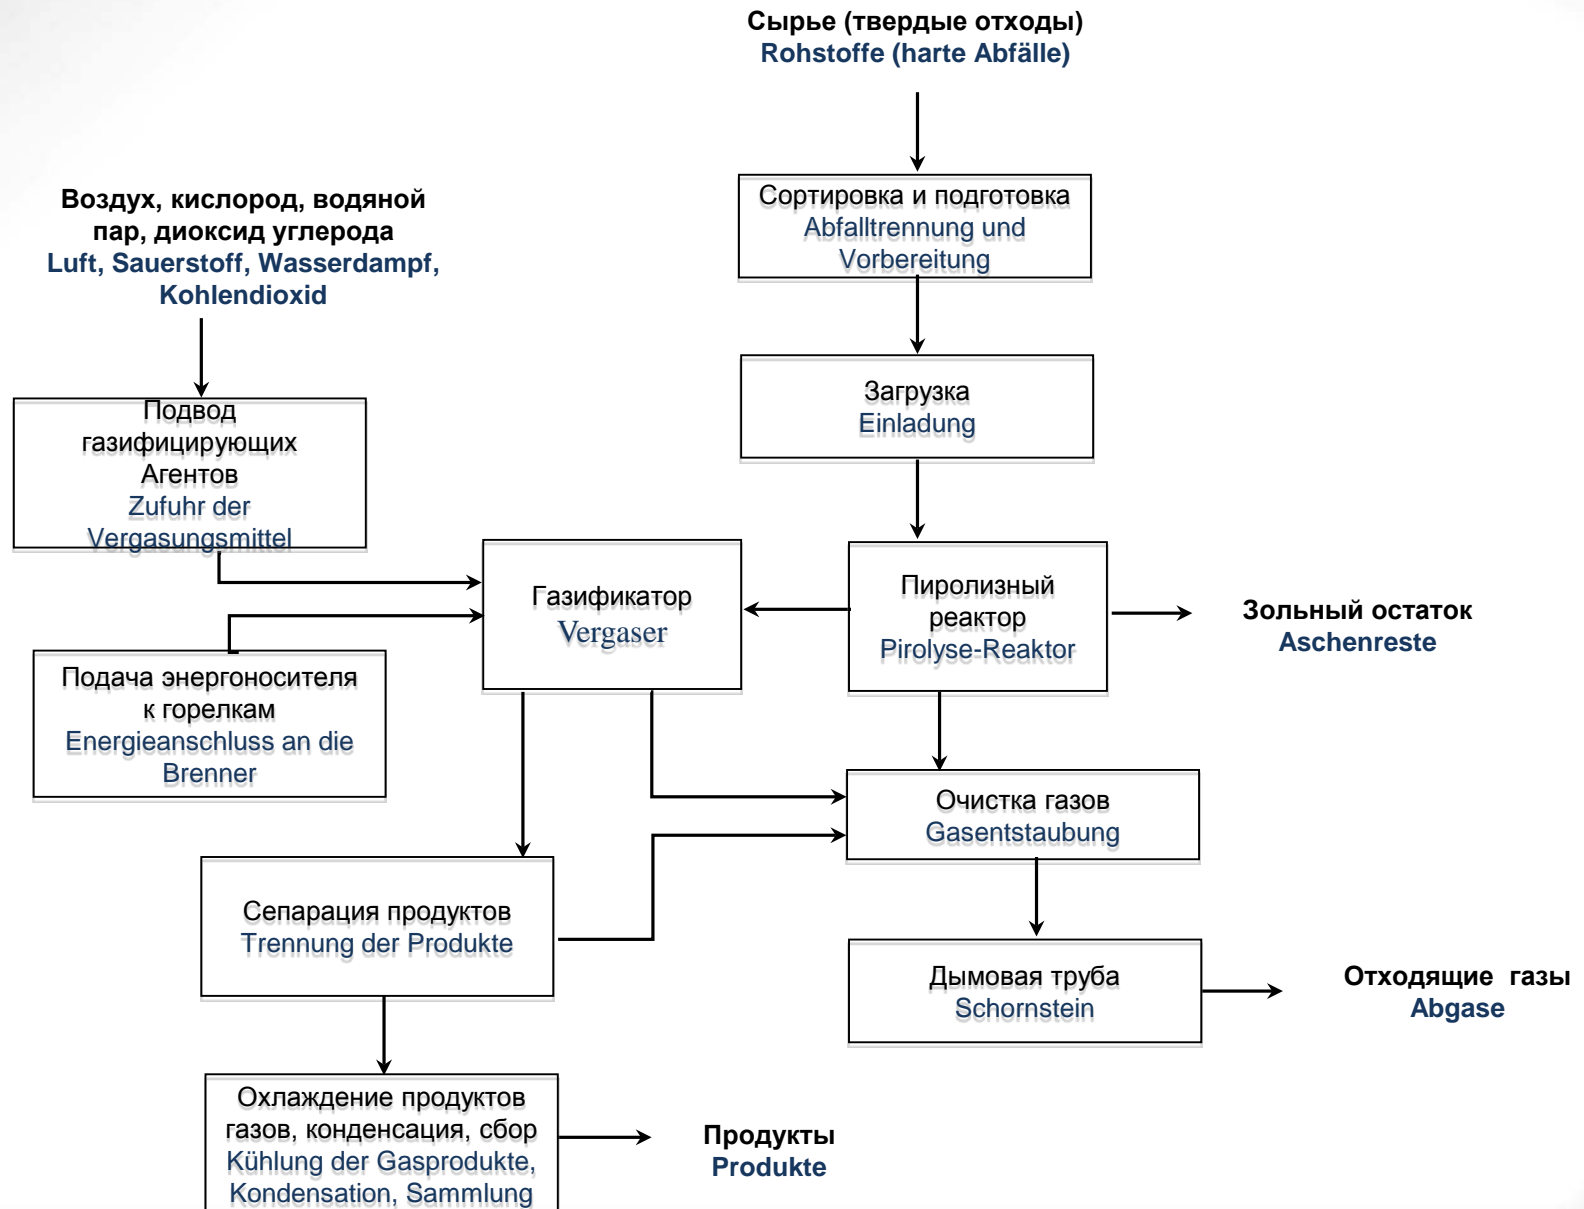 Сырье (твердые отходы)
Rohstoffe (harte Abfälle)
Сортировка и подготовка
Abfalltrennung und
Vorbereitung
Воздух, кислород, водяной
пар, диоксид углерода
Luft, Sauerstoff, Wasserdampf,
Kohlendioxid
Загрузка
Einladung
Подвод
газифицирующих
Агентов
Zufuhr der
Vergasungsmittel
Газификатор
Vergaser
Пиролизный
реактор
Pirolyse-Reaktor
Зольный остаток
Aschenreste
Подача энергоносителя
к горелкам
Energieanschluss an die
Brenner
Очистка газов
Gasentstaubung
Сепарация продуктов
Trennung der Produkte
Дымовая труба
Schornstein
Отходящие газы
Abgase
Охлаждение продуктов
газов, конденсация, сбор
Kühlung der Gasprodukte,
Kondensation, Sammlung
Продукты
Produkte